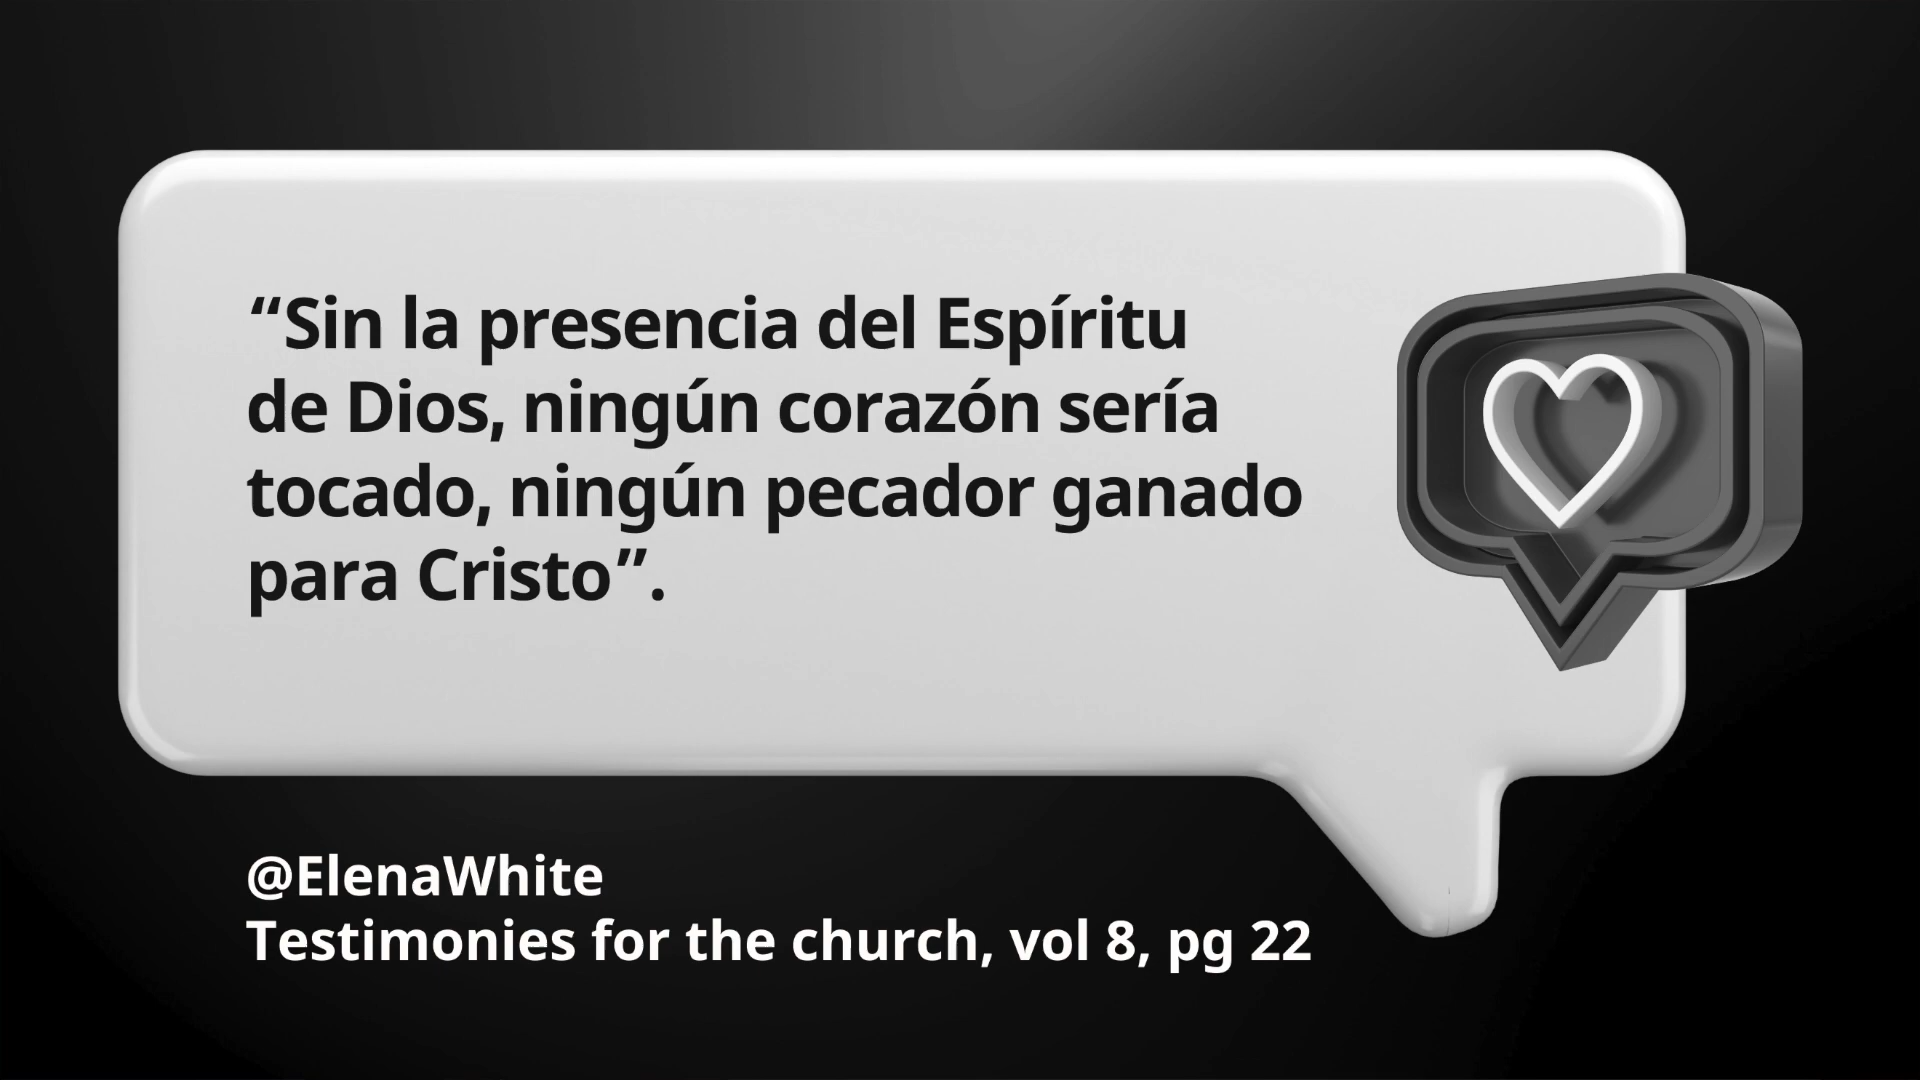 “Sin la presencia del Espíritu
de Dios, ningún corazón sería
tocado, ningún pecador ganado
para Cristo”.
@ElenaWhite
Testimonies for the church, vol 8, pg 22